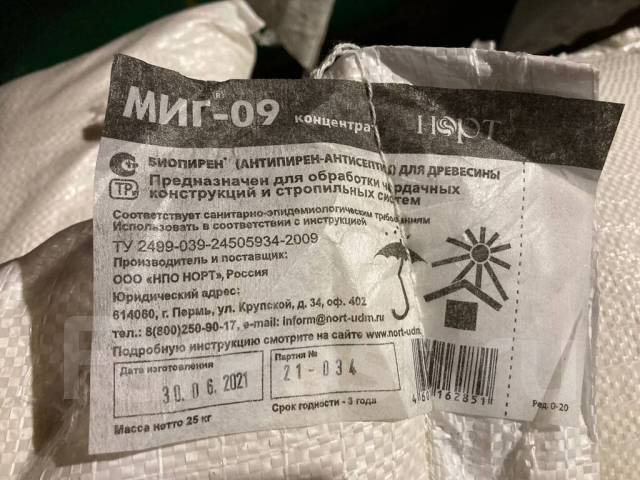 МИГ-09 ® концентрат
НОРТ
БИОПИРЕН® (АНТИПИРЕН-АНТИСЕПТИК) ДЛЯ ДРЕВЕСИНЫ
ТР
Предназначен для обработки чердачных
конструкций и стропильных систем
Соответствует санитарно-эпидемиологическим требованиям
Использовать в соответствии с инструкцией
ТУ 2499-039-24505934-2009
Производитель и поставщик:
ООО «НПО НОРТ», Россия
Юридический адрес:
614060, г. Пермь, ул. Крупской, д. 34, оф. 402
тел.: 8(800)250-90-17, e-mail: inform@nort-udm.ru
Подробную инструкцию смотрите на сайте www.nort-udm.
Дата изготовления
30.06.2021
Партия №
21-034
Масса нетто 25 кг
Срок годности - 3 года
162851
Ред. 0-20